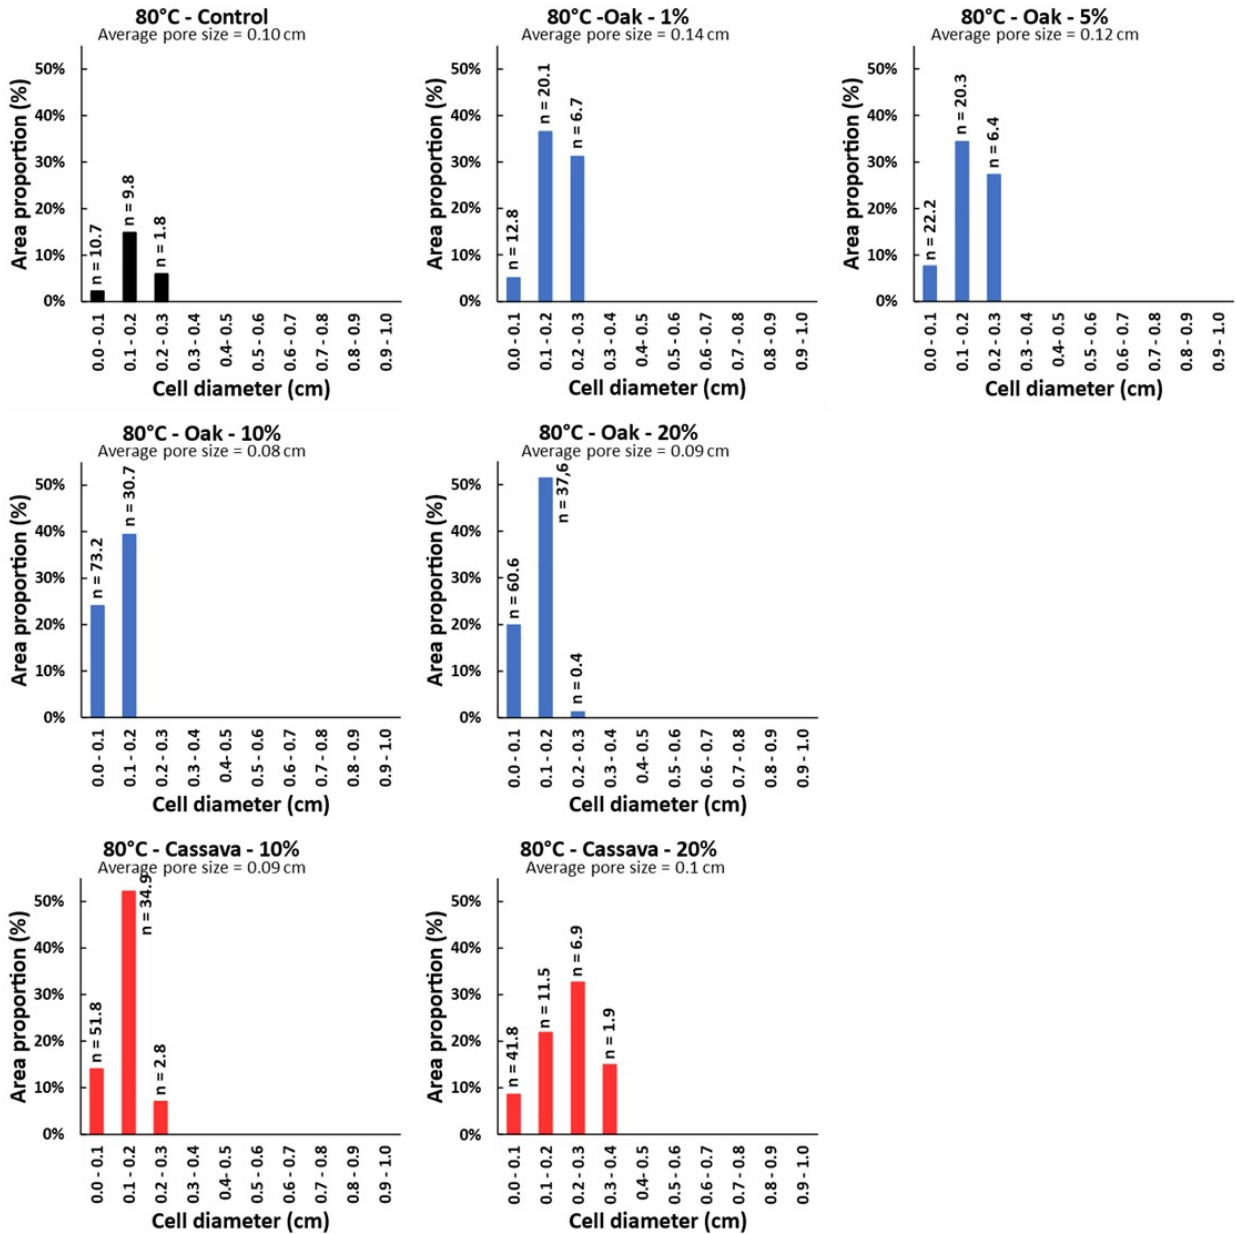 80°C - Control
Average pore size = 0.10 cm
Area proportion (%)
50%
40%
30%
20%
10%
0%
n = 10.7
n = 9.8
n = 1.8
0.0 - 0.1
0.1 - 0.2
0.2 - 0.3
0.3 - 0.4
0.4- 0.5
0.5 - 0.6
0.6 - 0.7
0.7 - 0.8
0.8 - 0.9
0.9 - 1.0
Cell diameter (cm)
80°C -Oak - 1%
Average pore size = 0.14 cm
Area proportion (%)
50%
40%
30%
20%
10%
0%
n = 12.8
n = 20.1
n = 6.7
0.0 - 0.1
0.1 - 0.2
0.2 - 0.3
0.3 - 0.4
0.4- 0.5
0.5 - 0.6
0.6 - 0.7
0.7 - 0.8
0.8 - 0.9
0.9 - 1.0
Cell diameter (cm)
80°C - Oak - 5%
Average pore size = 0.12 cm
Area proportion (%)
50%
40%
30%
20%
10%
0%
n = 22.2
n = 20.3
n = 6.4
0.0 - 0.1
0.1 - 0.2
0.2 - 0.3
0.3 - 0.4
0.4- 0.5
0.5 - 0.6
0.6 - 0.7
0.7 - 0.8
0.8 - 0.9
0.9 - 1.0
Cell diameter (cm)
80°C - Oak - 10%
Average pore size = 0.08 cm
Area proportion (%)
50%
40%
30%
20%
10%
0%
n = 73.2
n = 30.7
0.0 - 0.1
0.1 - 0.2
0.2 - 0.3
0.3 - 0.4
0.4- 0.5
0.5 - 0.6
0.6 - 0.7
0.7 - 0.8
0.8 - 0.9
0.9 - 1.0
Cell diameter (cm)
80°C - Oak - 20%
Average pore size = 0.09 cm
Area proportion (%)
50%
40%
30%
20%
10%
0%
n = 60.6
n = 37,6
n = 0.4
0.0 - 0.1
0.1 - 0.2
0.2 - 0.3
0.3 - 0.4
0.4- 0.5
0.5 - 0.6
0.6 - 0.7
0.7 - 0.8
0.8 - 0.9
0.9 - 1.0
Cell diameter (cm)
80°C - Cassava - 10%
Average pore size = 0.09 cm
Area proportion (%)
50%
40%
30%
20%
10%
0%
n = 51.8
n = 34.9
n = 2.8
0.0 - 0.1
0.1 - 0.2
0.2 - 0.3
0.3 - 0.4
0.4- 0.5
0.5 - 0.6
0.6 - 0.7
0.7 - 0.8
0.8 - 0.9
0.9 - 1.0
Cell diameter (cm)
80°C - Cassava - 20%
Average pore size = 0.1 cm
Area proportion (%)
50%
40%
30%
20%
10%
0%
n = 41.8
n = 11.5
n = 6.9
n = 1.9
0.0 - 0.1
0.1 - 0.2
0.2 - 0.3
0.3 - 0.4
0.4- 0.5
0.5 - 0.6
0.6 - 0.7
0.7 - 0.8
0.8 - 0.9
0.9 - 1.0
Cell diameter (cm)